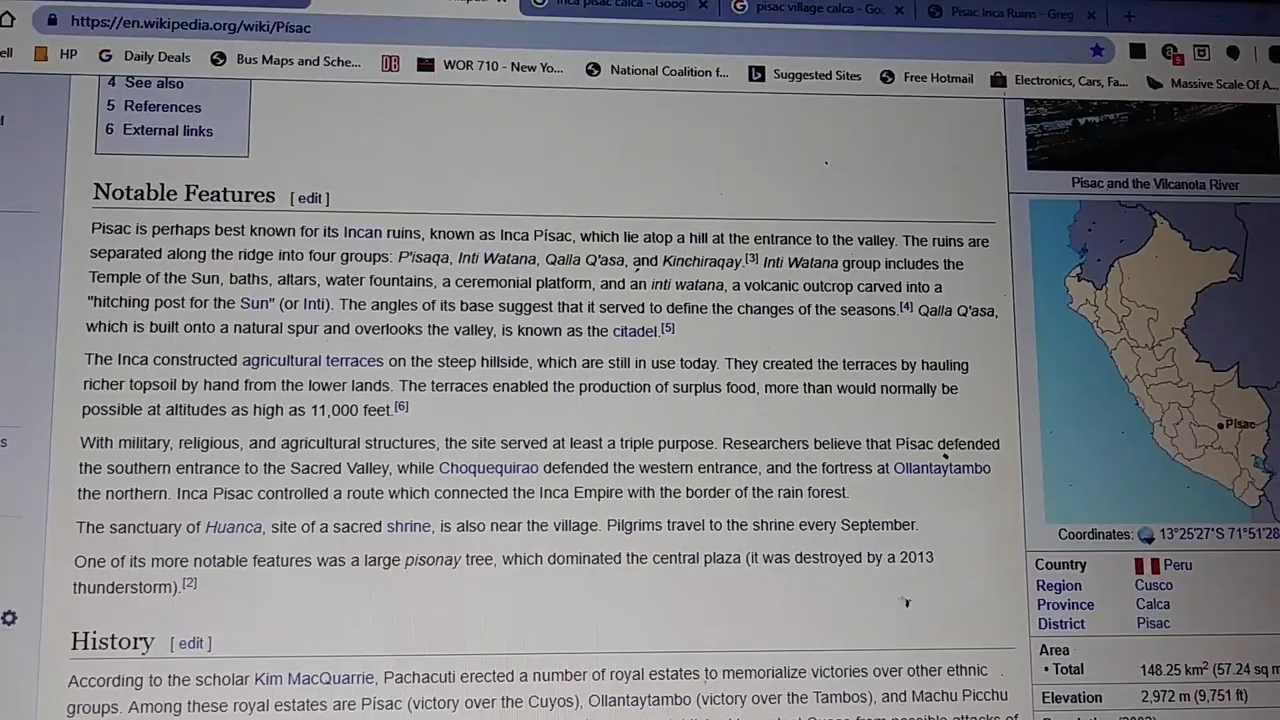 inca pisac calca - Googl
pisac village calca - Go
Pisac Inca Ruins - Greg
https://en.wikipedia.org/wiki/Písac
ell
HP
Daily Deals
Bus Maps and Sche...
DB
WOR 710 - New Yo...
National Coalition f...
Suggested Sites
Free Hotmail
Electronics, Cars, Fa...
Massive Scale Of A...
4 See also
5 References
6 External links
Notable Features [ edit ]
Pisac is perhaps best known for its Incan ruins, known as Inca Písac, which lie atop a hill at the entrance to the valley. The ruins are
separated along the ridge into four groups: P'isaqa, Inti Watana, Qalla Q'asa, and Kinchiraqay.[3] Inti Watana group includes the
Temple of the Sun, baths, altars, water fountains, a ceremonial platform, and an inti watana, a volcanic outcrop carved into a
"hitching post for the Sun" (or Inti). The angles of its base suggest that it served to define the changes of the seasons.[4] Qalla Q'asa,
which is built onto a natural spur and overlooks the valley, is known as the citadel.[5]
The Inca constructed agricultural terraces on the steep hillside, which are still in use today. They created the terraces by hauling
richer topsoil by hand from the lower lands. The terraces enabled the production of surplus food, more than would normally be
possible at altitudes as high as 11,000 feet.[6]
With military, religious, and agricultural structures, the site served at least a triple purpose. Researchers believe that Písac defended
the southern entrance to the Sacred Valley, while Choquequirao defended the western entrance, and the fortress at Ollantaytambo
the northern. Inca Pisac controlled a route which connected the Inca Empire with the border of the rain forest.
The sanctuary of Huanca, site of a sacred shrine, is also near the village. Pilgrims travel to the shrine every September.
One of its more notable features was a large pisonay tree, which dominated the central plaza (it was destroyed by a 2013
thunderstorm).[2]
History [ edit ]
According to the scholar Kim MacQuarrie, Pachacuti erected a number of royal estates to memorialize victories over other ethnic
groups. Among these royal estates are Písac (victory over the Cuyos), Ollantaytambo (victory over the Tambos), and Machu Picchu
Pisac and the Vilcanota River
Písac
Coordinates: 13°25′27″S 71°51′28
Country Peru
Region Cusco
Province Calca
District Pisac
Area
• Total 148.25 km2 (57.24 sq m
Elevation 2,972 m (9,751 ft)